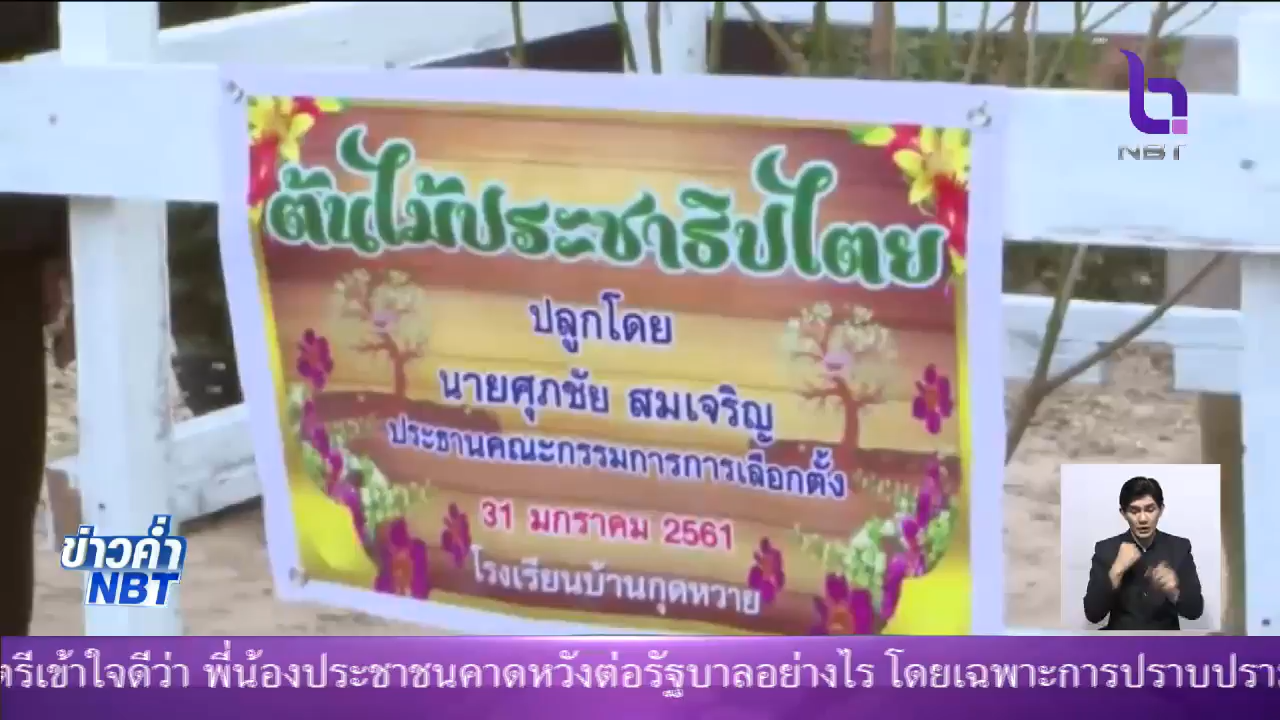 NBT
ต้นไม้ประชาธิปไตย
ปลูกโดย
นายศุภชัย สมเจริญ
ประธานคณะกรรมการการเลือกตั้ง
31 มกราคม 2561
โรงเรียนบ้านกุดหวาย
ข่าวค่ำ
NBT
ตรีเข้าใจดีว่า พี่น้องประชาชนคาดหวังต่อรัฐบาลอย่างไร โดยเฉพาะการปราบปราม